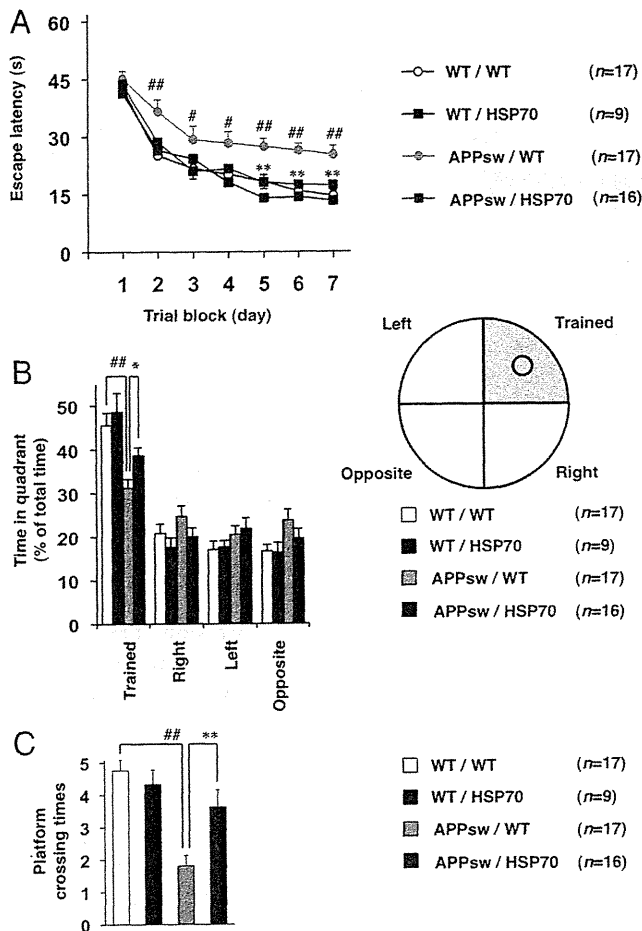 A
Escape latency (s)
60
45
30
15
0
##
#
#
##
##
##
**
**
**
1 2 3 4 5 6 7
Trial block (day)
WT / WT (n=17)
WT / HSP70 (n=9)
APPsw / WT (n=17)
APPsw / HSP70 (n=16)
Left
Trained
Opposite
Right
B
Time in quadrant
(% of total time)
50
40
30
20
10
0
##
*
Trained
Right
Left
Opposite
WT / WT (n=17)
WT / HSP70 (n=9)
APPsw / WT (n=17)
APPsw / HSP70 (n=16)
C
Platform
crossing times
5
4
3
2
1
0
##
**
WT / WT (n=17)
WT / HSP70 (n=9)
APPsw / WT (n=17)
APPsw / HSP70 (n=16)